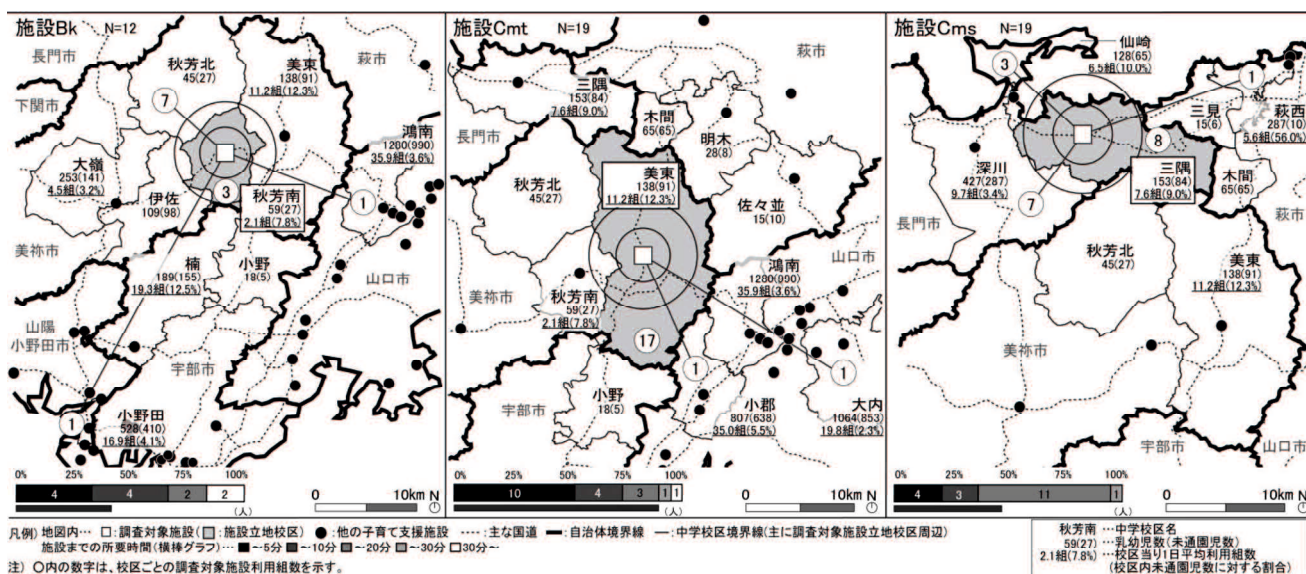 施設Bk N=12
長門市
秋芳北
45(27)
美東
138(91)
11.2組(12.3%)
萩市
下関市
7
鴻南
1280(990)
35.9組(3.6%)
大嶺
253(141)
4.5組(3.2%)
伊佐
109(98)
3
秋芳南
59(27)
2.1組(7.8%)
1
美祢市
楠
189(155)
19.3組(12.5%)
小野
18(5)
山口市
山陽
小野田市
宇部市
1
小野田
528(410)
16.9組(4.1%)
0% 25% 50% 75% 100%
4 4 2 2
(人)
0 10km N
施設Cmt N=19
萩市
三隅
153(84)
7.6組(9.0%)
長門市
木間
65(65)
明木
28(8)
美東
138(91)
11.2組(12.3%)
秋芳北
45(27)
佐々並
15(10)
鴻南
1280(990)
35.9組(3.6%)
山口市
美祢市
秋芳南
59(27)
2.1組(7.8%)
17
1
1
小野
18(5)
宇部市
小郡
807(638)
35.0組(5.5%)
大内
1064(853)
19.8組(2.3%)
0% 25% 50% 75% 100%
10 4 3 1 1
(人)
0 10km N
施設Cms N=19
仙崎
128(65)
6.5組(10.0%)
3
1
三見
15(6)
萩西
287(10)
5.6組(56.0%)
8
深川
427(287)
9.7組(3.4%)
三隅
153(84)
7.6組(9.0%)
木間
65(65)
7
萩市
長門市
秋芳北
45(27)
美東
138(91)
11.2組(12.3%)
美祢市
宇部市
山口市
0% 25% 50% 75% 100%
4 3 11 1
(人)
0 10km N
凡例) 地図内… □:調査対象施設(□:施設立地校区) ●:他の子育て支援施設 ----:主な国道 ━:自治体境界線 —:中学校区境界線(主に調査対象施設立地校区周辺)
施設までの所要時間(横棒グラフ)… ■~5分 ■~10分 ■~20分 ■~30分 □30分~
注) 〇内の数字は、校区ごとの調査対象施設利用組数を示す。
秋芳南 …中学校区名
59(27) …乳幼児数(未通園児数)
2.1組(7.8%) …校区当り1日平均利用組数
(校区内未通園児数に対する割合)